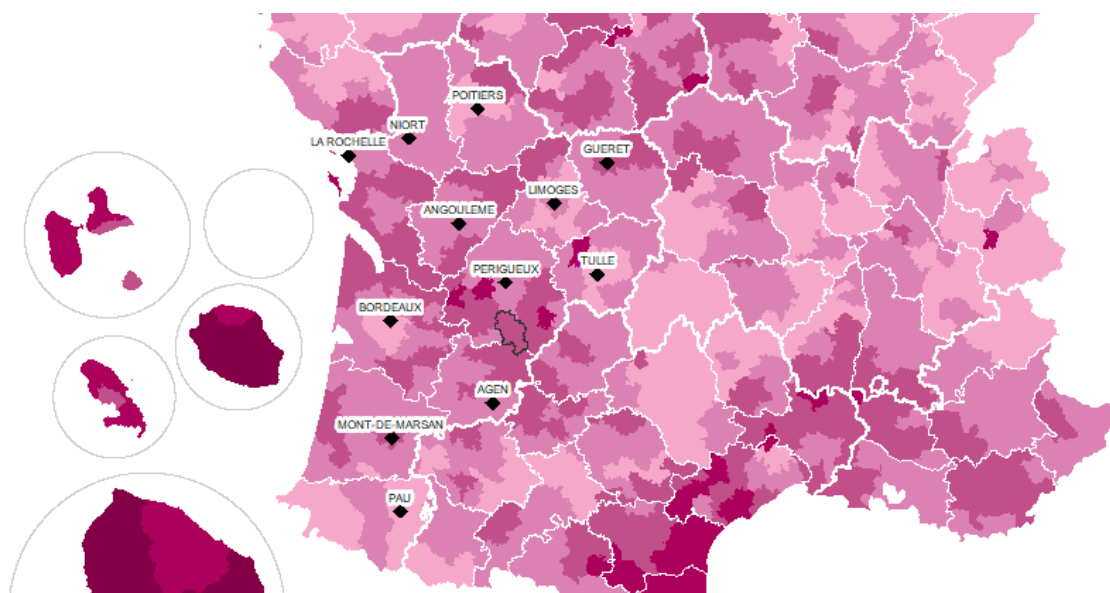 POITIERS
NIORT
LA ROCHELLE
GUERET
LIMOGES
ANGOULEME
TULLE
PERIGUEUX
BORDEAUX
AGEN
MONT-DE-MARSAN
PAU